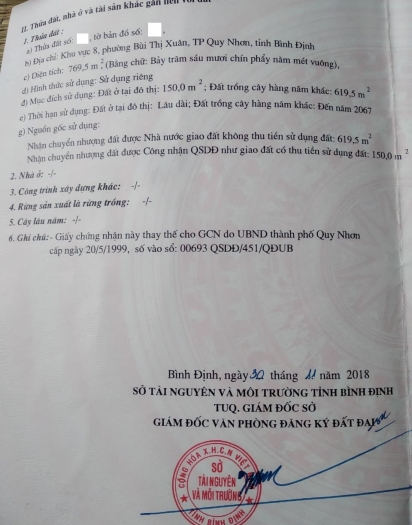 II. Thửa đất, nhà ở và tài sản khác gắn liền với đất
1. Thửa đất :
a) Thửa đất số: , tờ bản đồ số: ,
b) Địa chỉ: Khu vực 8, phường Bùi Thị Xuân, TP Quy Nhơn, tỉnh Bình Định
c) Diện tích: 769,5 m², (Bằng chữ: Bảy trăm sáu mươi chín phẩy năm mét vuông),
d) Hình thức sử dụng: Sử dụng riêng
đ) Mục đích sử dụng: Đất ở tại đô thị: 150,0 m²; Đất trồng cây hàng năm khác: 619,5 m²
e) Thời hạn sử dụng: Đất ở tại đô thị: Lâu dài; Đất trồng cây hàng năm khác: Đến năm 2067
g) Nguồn gốc sử dụng:
Nhận chuyển nhượng đất được Nhà nước giao đất không thu tiền sử dụng đất: 619,5 m²
Nhận chuyển nhượng đất được Công nhận QSDĐ như giao đất có thu tiền sử dụng đất: 150,0 m²
2. Nhà ở: -/-
3. Công trình xây dựng khác: -/-
4. Rừng sản xuất là rừng trồng: -/-
5. Cây lâu năm: -/-
6. Ghi chú:- Giấy chứng nhận này thay thế cho GCN do UBND thành phố Quy Nhơn
cấp ngày 20/5/1999, số vào sổ: 00693 QSDĐ/451/QĐUB
Bình Định, ngày 30 tháng 11 năm 2018
SỞ TÀI NGUYÊN VÀ MÔI TRƯỜNG TỈNH BÌNH ĐỊNH
TUQ. GIÁM ĐỐC SỞ
GIÁM ĐỐC VĂN PHÒNG ĐĂNG KÝ ĐẤT ĐAI
CỘNG HÒA X.H.C.N VIỆT
SỞ
TÀI NGUYÊN
VÀ MÔI TRƯỜNG
TỈNH BÌNH ĐỊNH